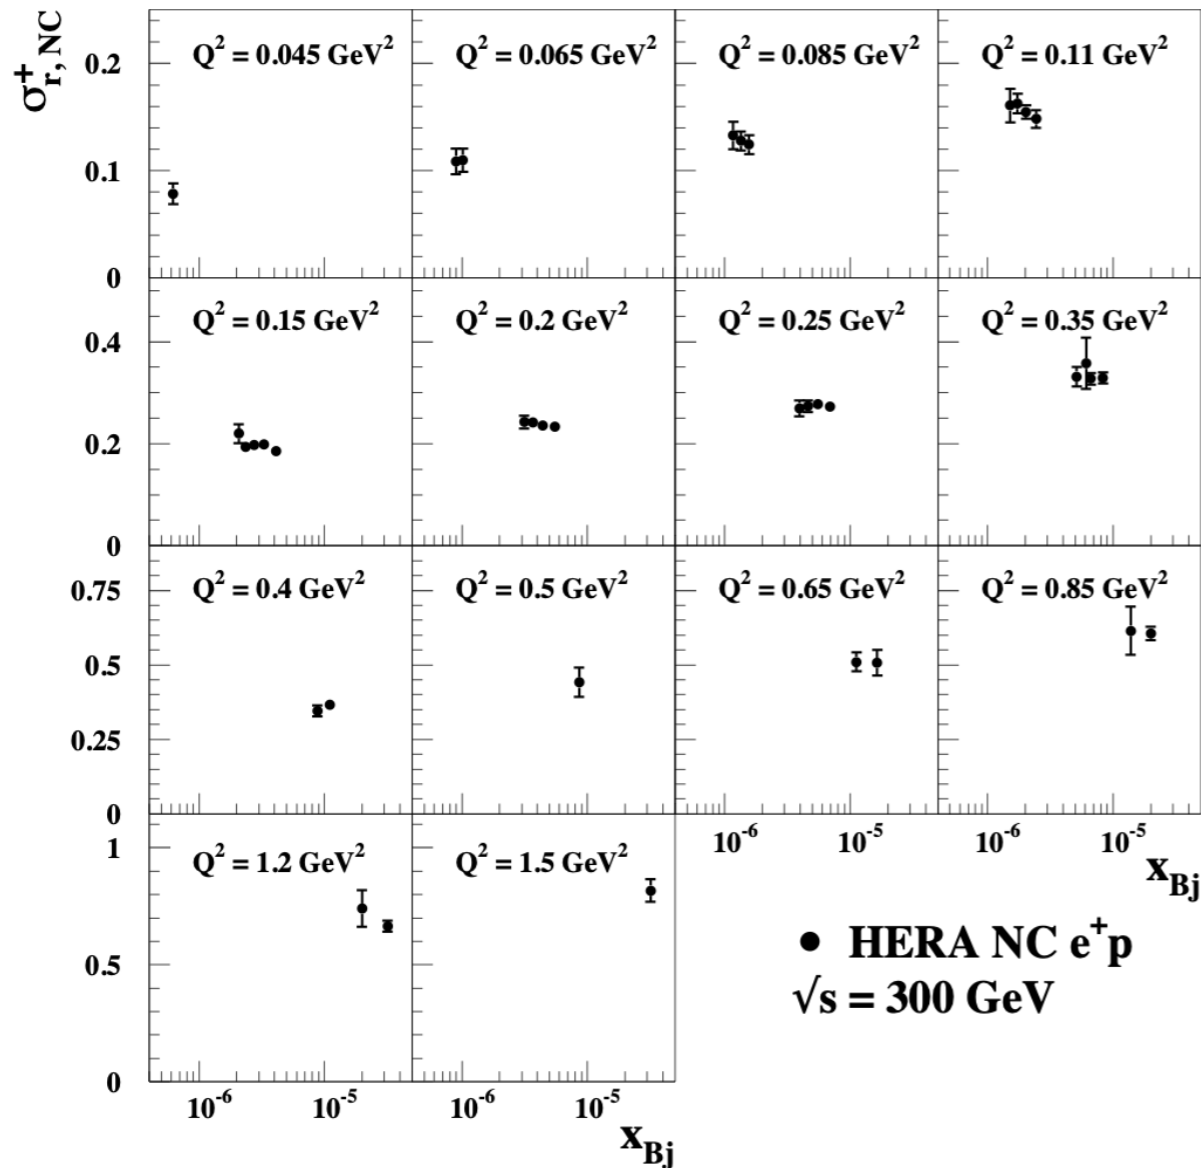 σ⁺r, NC
Q² = 0.045 GeV²
Q² = 0.065 GeV²
Q² = 0.085 GeV²
Q² = 0.11 GeV²
0.2
0.1
0
Q² = 0.15 GeV²
Q² = 0.2 GeV²
Q² = 0.25 GeV²
Q² = 0.35 GeV²
0.4
0.2
0
Q² = 0.4 GeV²
Q² = 0.5 GeV²
Q² = 0.65 GeV²
Q² = 0.85 GeV²
0.75
0.5
0.25
0
10⁻⁶ 10⁻⁵ 10⁻⁶ 10⁻⁵
xBj
Q² = 1.2 GeV²
Q² = 1.5 GeV²
1
0.5
0
10⁻⁶ 10⁻⁵ 10⁻⁶ 10⁻⁵
xBj
HERA NC e⁺p
√s = 300 GeV